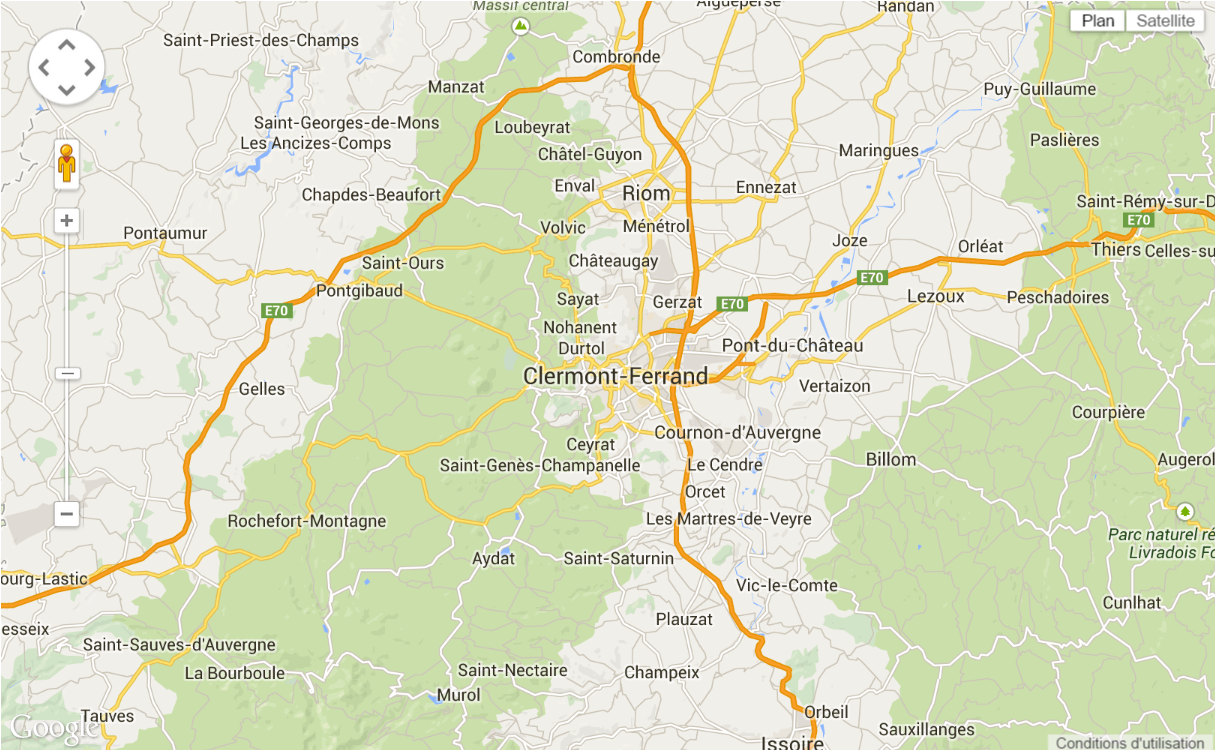 Massif central
Aigueperse
Randan
Plan
Satellite
Saint-Priest-des-Champs
Combronde
Manzat
Puy-Guillaume
Saint-Georges-de-Mons
Loubeyrat
Les Ancizes-Comps
Paslières
Châtel-Guyon
Maringues
Enval
Riom
Ennezat
Chapdes-Beaufort
Saint-Rémy-sur-D
E70
Volvic
Ménétrol
Pontaumur
Joze
Orléat
Thiers
Celles-su
Saint-Ours
Châteaugay
E70
Pontgibaud
Sayat
Gerzat
E70
Lezoux
Peschadoires
E70
Nohanent
Durtol
Pont-du-Château
Clermont-Ferrand
Vertaizon
Gelles
Courpière
Cournon-d'Auvergne
Ceyrat
Billom
Augerol
Saint-Genès-Champanelle
Le Cendre
Orcet
Rochefort-Montagne
Les Martres-de-Veyre
Parc naturel ré
Livradois Fo
Aydat
Saint-Saturnin
ourg-Lastic
Vic-le-Comte
Cunlhat
Plauzat
esseix
Saint-Sauves-d'Auvergne
La Bourboule
Saint-Nectaire
Champeix
Murol
Google
Tauves
Orbeil
Sauxillanges
Issoire
Conditions d'utilisation